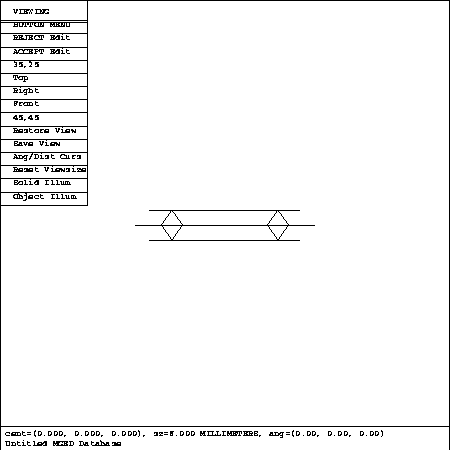 VIEWING
BUTTON MENU
REJECT Edit
ACCEPT Edit
35,25
Top
Right
Front
45,45
Restore View
Save View
Ang/Dist Curs
Reset Viewsize
Solid Illum
Object Illum
cent=(0.000, 0.000, 0.000), sz=8.000 MILLIMETERS, ang=(0.00, 0.00, 0.00)
Untitled MGED Database